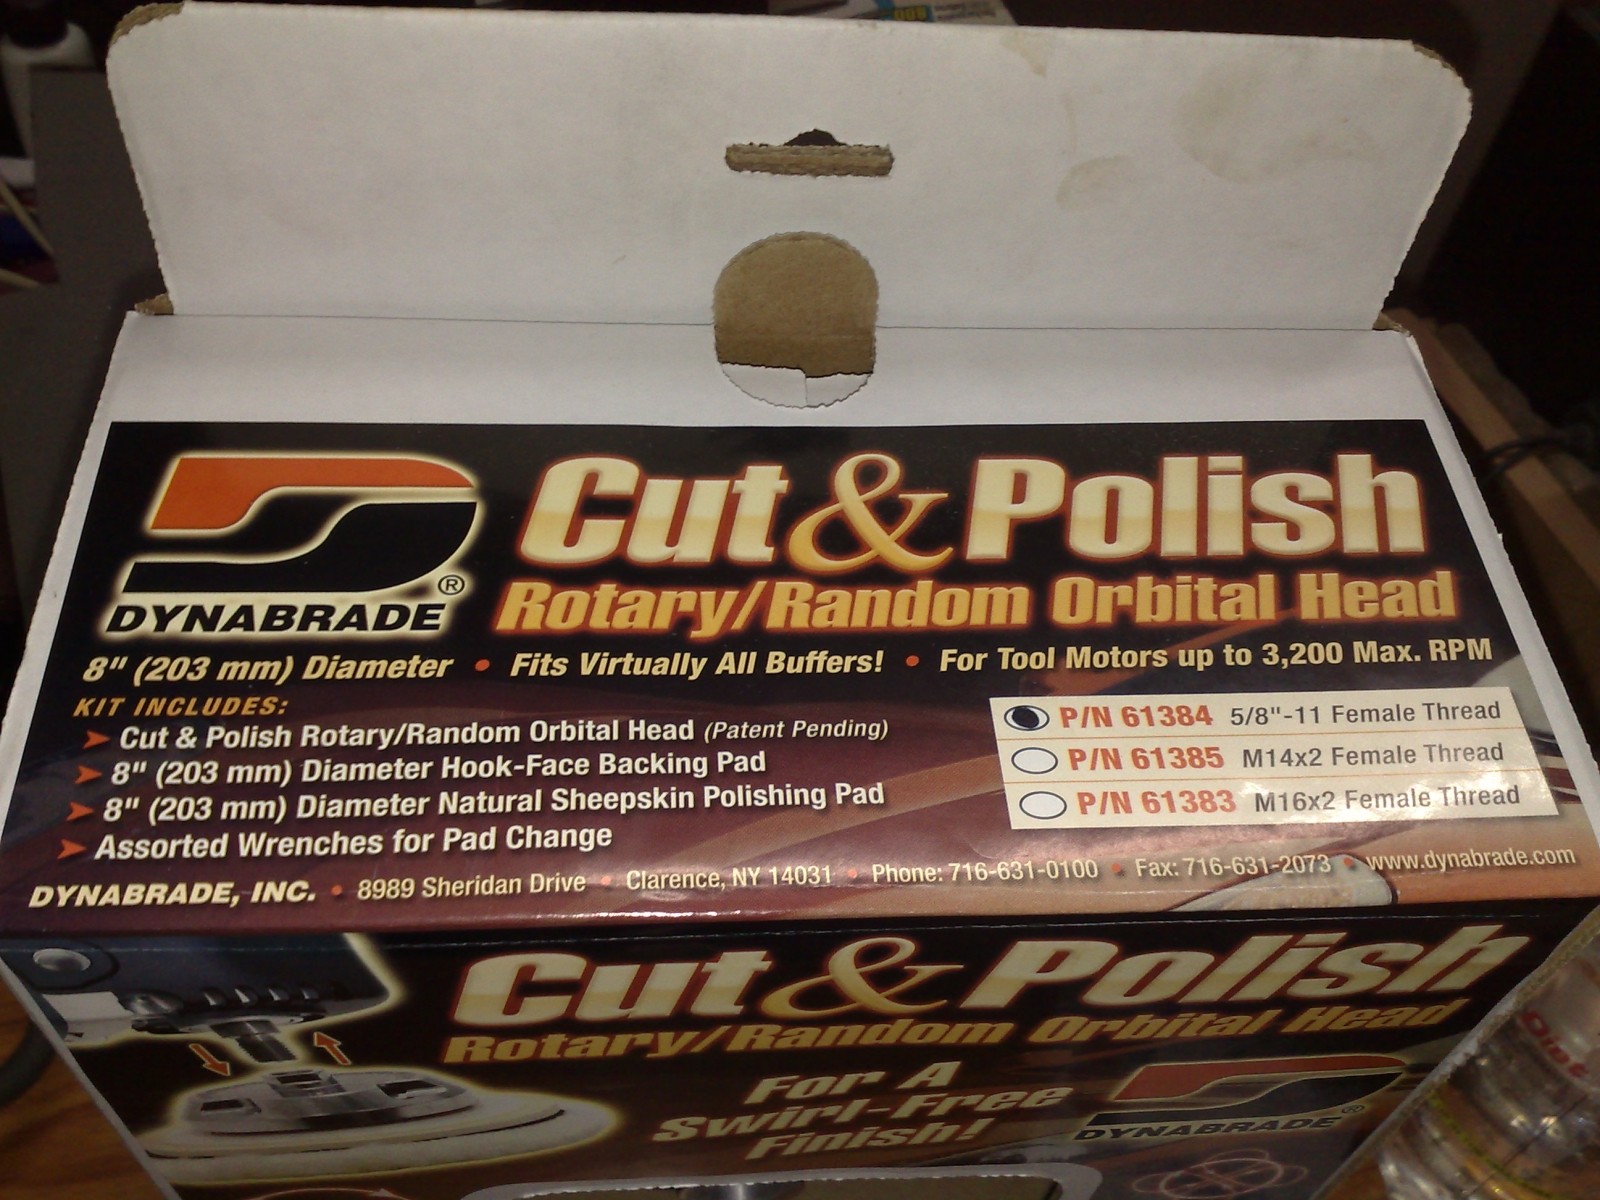 Cut & Polish
Rotary/Random Orbital Head
DYNABRADE®
8" (203 mm) Diameter • Fits Virtually All Buffers! • For Tool Motors up to 3,200 Max. RPM
KIT INCLUDES:
Cut & Polish Rotary/Random Orbital Head (Patent Pending)
8" (203 mm) Diameter Hook-Face Backing Pad
8" (203 mm) Diameter Natural Sheepskin Polishing Pad
Assorted Wrenches for Pad Change
P/N 61384 5/8"-11 Female Thread
P/N 61385 M14x2 Female Thread
P/N 61383 M16x2 Female Thread
DYNABRADE, INC. • 8989 Sheridan Drive • Clarence, NY 14031 • Phone: 716-631-0100 • Fax: 716-631-2073 • www.dynabrade.com
Cut & Polish
Rotary/Random Orbital Head
For A
Swirl-Free
Finish!
DYNABRADE®